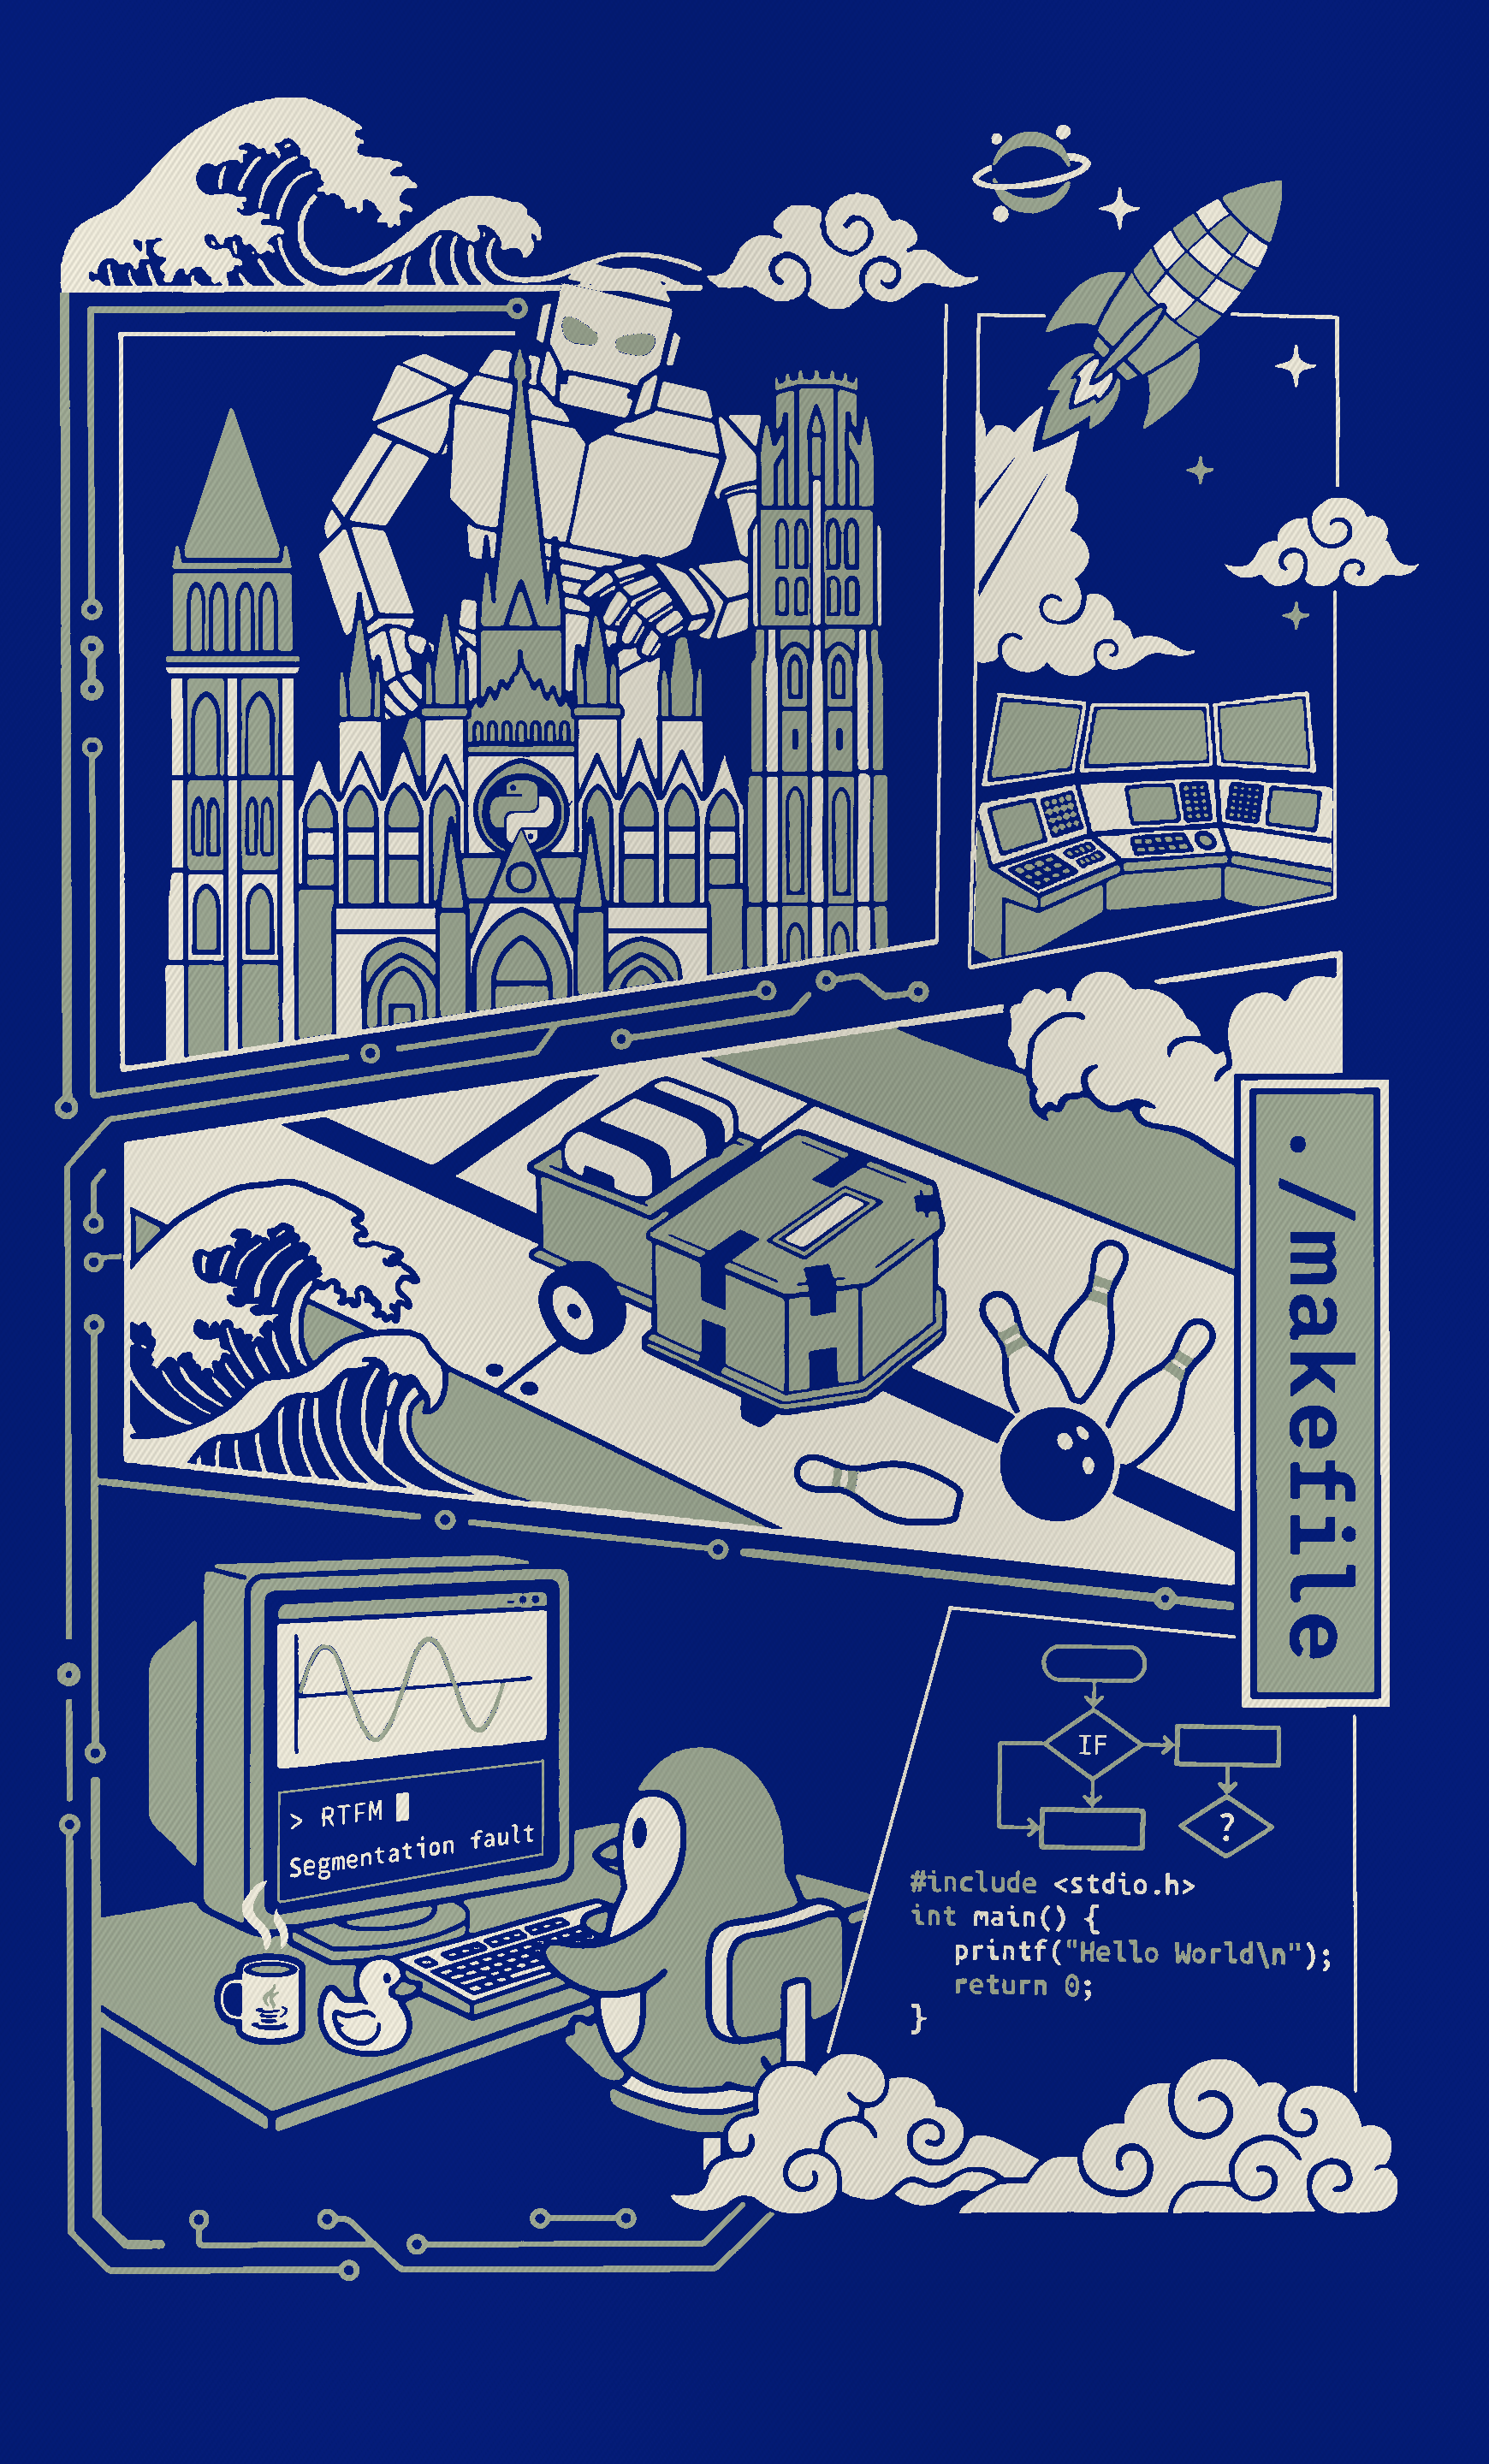 ./makefile
> RTFM
Segmentation fault
IF
?
#include <stdio.h>
int main() {
    printf("Hello World\n");
    return 0;
}